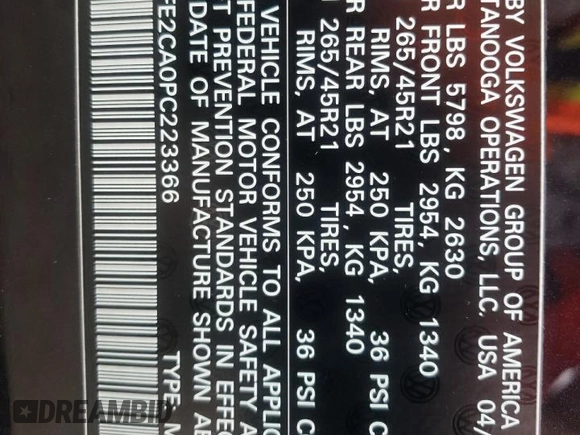 BY VOLKSWAGEN GROUP OF AMERICA
TANOOGA OPERATIONS, LLC. USA 04/
R LBS 5798, KG 2630
R FRONT LBS 2954, KG 1340
265/45R21 TIRES,
RIMS, AT 250 KPA, 36 PSI C
R REAR LBS 2954, KG 1340
265/45R21 TIRES,
RIMS, AT 250 KPA, 36 PSI C
VEHICLE CONFORMS TO ALL APPLIC
FEDERAL MOTOR VEHICLE SAFETY A
T PREVENTION STANDARDS IN EFFEC
DATE OF MANUFACTURE SHOWN AB
FE2CA0PC223366 TYPE: M
DREAMBID